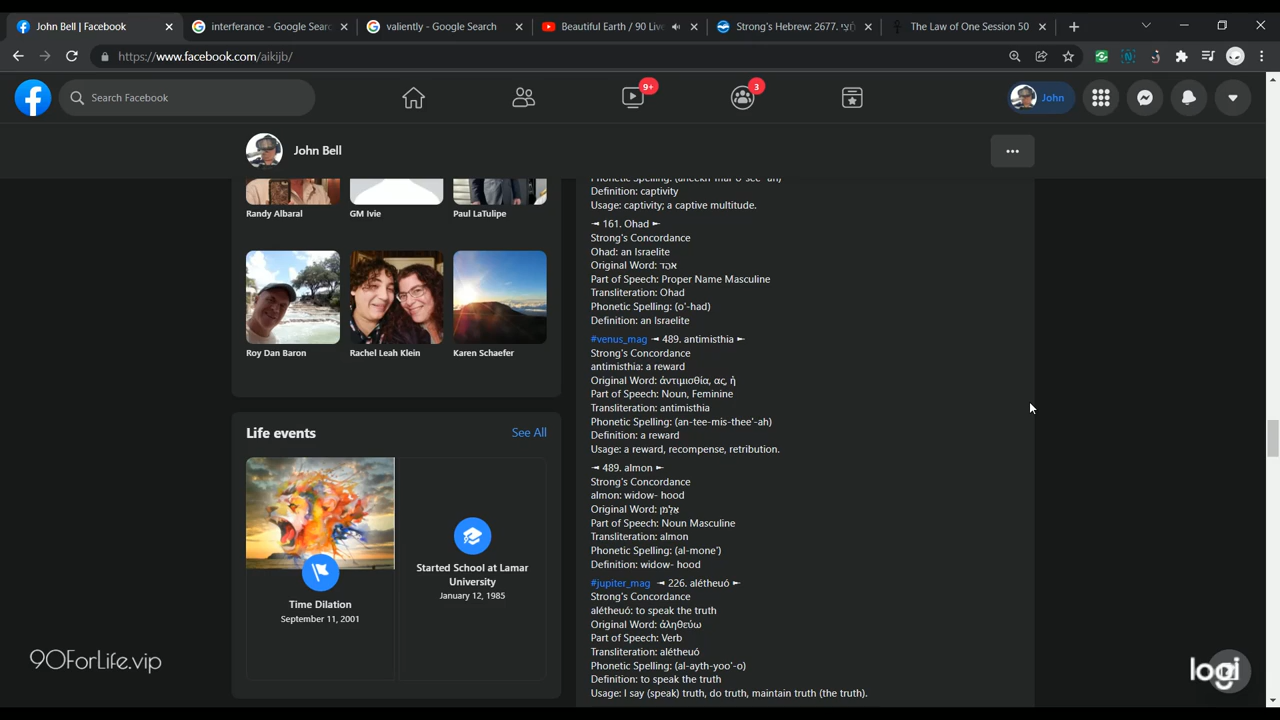 John Bell | Facebook
interferance - Google Sear
valiently - Google Search
Beautiful Earth / 90 Live
Strong's Hebrew: 2677. חֲצִי
The Law of One Session 50
https://www.facebook.com/aikijb/
Search Facebook
9+
3
John
John Bell
Randy Albaral
GM Ivie
Paul LaTulipe
Roy Dan Baron
Rachel Leah Klein
Karen Schaefer
Life events
See All
Time Dilation
September 11, 2001
Started School at Lamar
University
January 12, 1985
Definition: captivity
Usage: captivity; a captive multitude.
◄ 161. Ohad ►
Strong's Concordance
Ohad: an Israelite
Original Word: אֹהַד
Part of Speech: Proper Name Masculine
Transliteration: Ohad
Phonetic Spelling: (o'-had)
Definition: an Israelite
#venus_mag ◄ 489. antimisthia ►
Strong's Concordance
antimisthia: a reward
Original Word: ἀντιμισθία, ας, ἡ
Part of Speech: Noun, Feminine
Transliteration: antimisthia
Phonetic Spelling: (an-tee-mis-thee'-ah)
Definition: a reward
Usage: a reward, recompense, retribution.
◄ 489. almon ►
Strong's Concordance
almon: widow- hood
Original Word: אַלְמֹן
Part of Speech: Noun Masculine
Transliteration: almon
Phonetic Spelling: (al-mone')
Definition: widow- hood
#jupiter_mag ◄ 226. alétheuó ►
Strong's Concordance
alétheuó: to speak the truth
Original Word: ἀληθεύω
Part of Speech: Verb
Transliteration: alétheuó
Phonetic Spelling: (al-ayth-yoo'-o)
Definition: to speak the truth
Usage: I say (speak) truth, do truth, maintain truth (the truth).
90ForLife.vip
logi